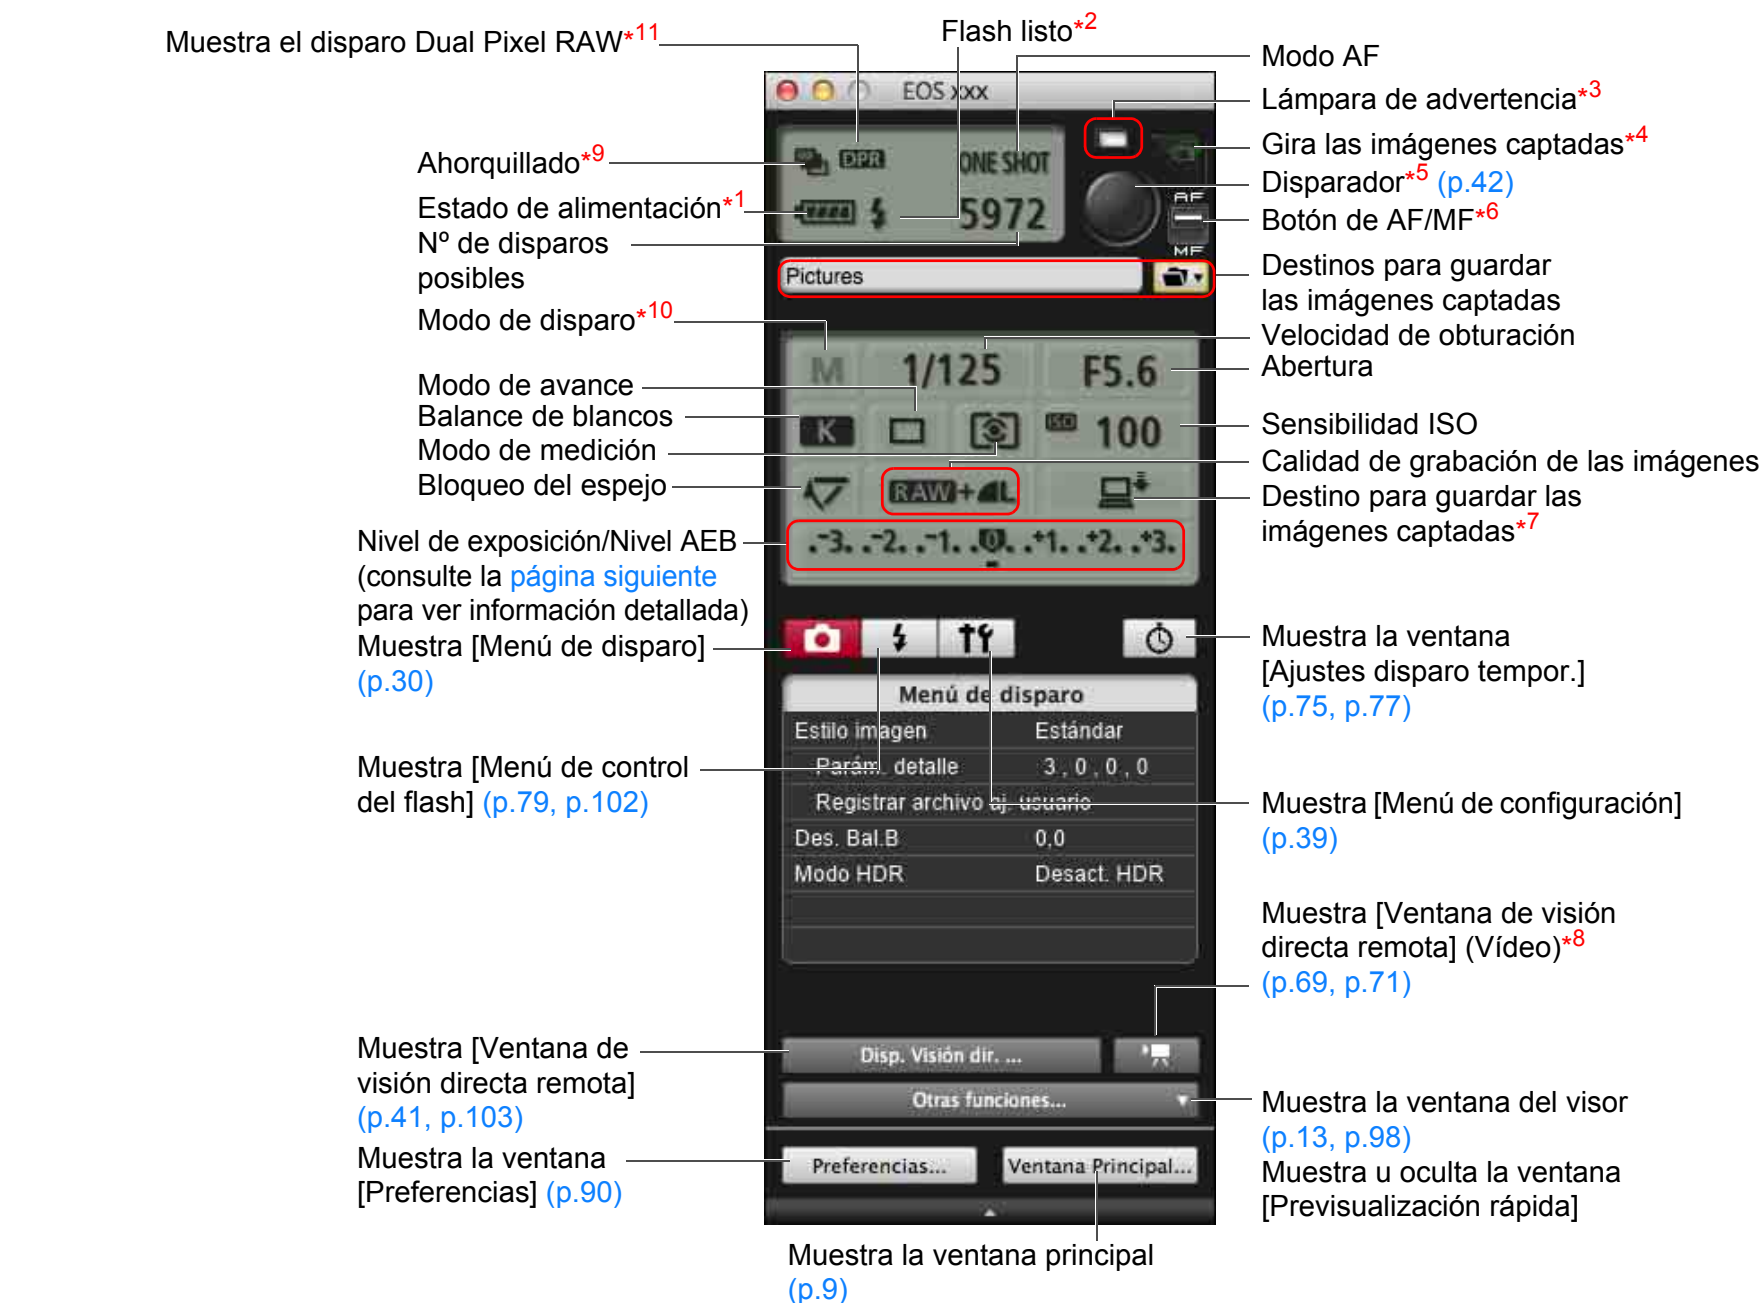 Muestra el disparo Dual Pixel RAW*11
Flash listo*2
Modo AF
Lámpara de advertencia*3
Gira las imágenes captadas*4
Disparador*5 (p.42)
Botón de AF/MF*6
Destinos para guardar
las imágenes captadas
Velocidad de obturación
Abertura
Sensibilidad ISO
Calidad de grabación de las imágenes
Destino para guardar las
imágenes captadas*7
Ahorquillado*9
Estado de alimentación*1
Nº de disparos
posibles
Modo de disparo*10
Modo de avance
Balance de blancos
Modo de medición
Bloqueo del espejo
Nivel de exposición/Nivel AEB
(consulte la página siguiente
para ver información detallada)
Muestra [Menú de disparo]
(p.30)
Muestra [Menú de control
del flash] (p.79, p.102)
Muestra [Ventana de
visión directa remota]
(p.41, p.103)
Muestra la ventana
[Preferencias] (p.90)
EOS xxx
DPR
ONE SHOT
5972
AF
MF
Pictures
M 1/125 F5.6
K ISO 100
RAW+L
.-3. .-2. .-1. .0. .+1. .+2. .+3.
Menú de disparo
Estilo imagen Estándar
Parám. detalle 3 , 0 , 0 , 0
Registrar archivo aj. usuario
Des. Bal.B 0,0
Modo HDR Desact. HDR
Disp. Visión dir. ...
Otras funciones...
Preferencias... Ventana Principal...
Muestra la ventana
[Ajustes disparo tempor.]
(p.75, p.77)
Muestra [Menú de configuración]
(p.39)
Muestra [Ventana de visión
directa remota] (Vídeo)*8
(p.69, p.71)
Muestra la ventana del visor
(p.13, p.98)
Muestra u oculta la ventana
[Previsualización rápida]
Muestra la ventana principal
(p.9)